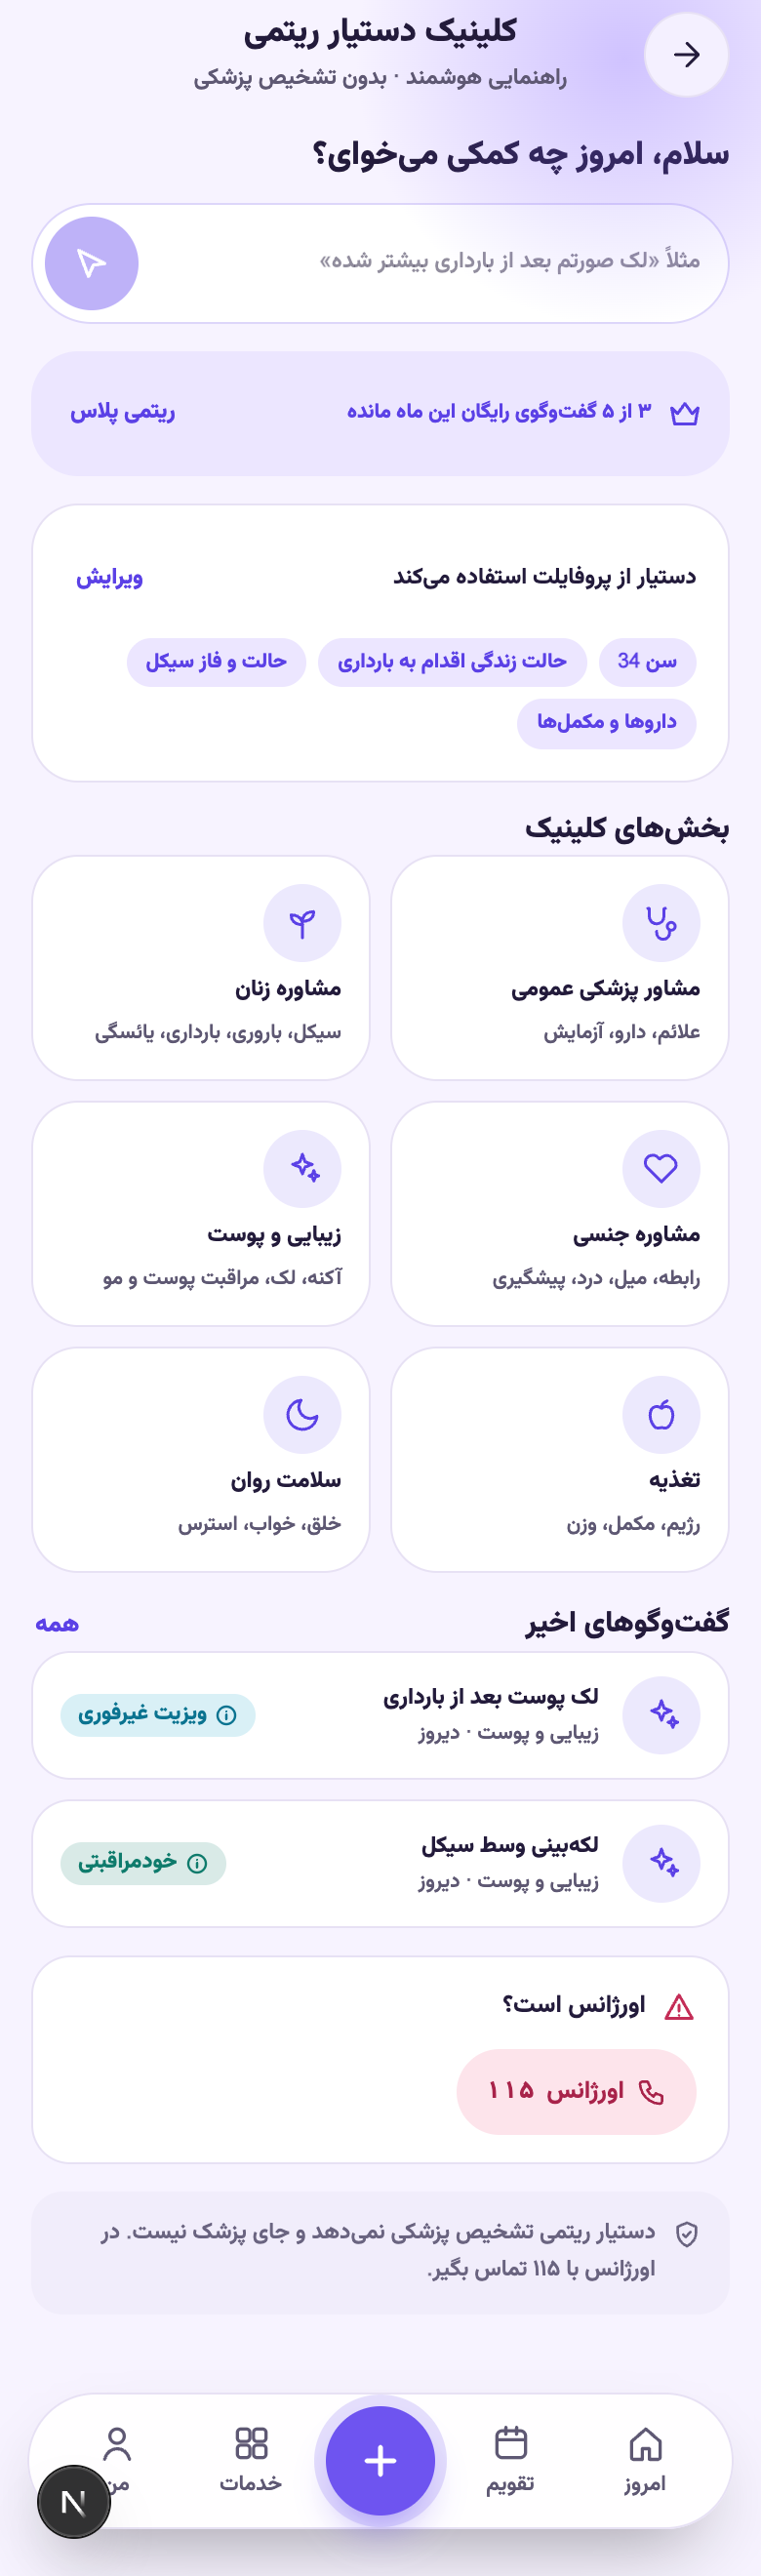 کلینیک دستیار ریتمی
راهنمایی هوشمند · بدون تشخیص پزشکی
سلام، امروز چه کمکی می‌خوای؟
مثلاً «لک صورتم بعد از بارداری بیشتر شده»
۳ از ۵ گفت‌وگوی رایگان این ماه مانده
ریتمی پلاس
دستیار از پروفایلت استفاده می‌کند
ویرایش
سن 34
حالت زندگی اقدام به بارداری
حالت و فاز سیکل
داروها و مکمل‌ها
بخش‌های کلینیک
مشاور پزشکی عمومی
علائم، دارو، آزمایش
مشاوره زنان
سیکل، باروری، بارداری، یائسگی
مشاوره جنسی
رابطه، میل، درد، پیشگیری
زیبایی و پوست
آکنه، لک، مراقبت پوست و مو
تغذیه
رژیم، مکمل، وزن
سلامت روان
خلق، خواب، استرس
گفت‌وگوهای اخیر
همه
لک پوست بعد از بارداری
زیبایی و پوست · دیروز
ویزیت غیرفوری
لکه‌بینی وسط سیکل
زیبایی و پوست · دیروز
خودمراقبتی
اورژانس است؟
اورژانس ۱۱۵
دستیار ریتمی تشخیص پزشکی نمی‌دهد و جای پزشک نیست. در
اورژانس با ۱۱۵ تماس بگیر.
امروز
تقویم
خدمات
من
N